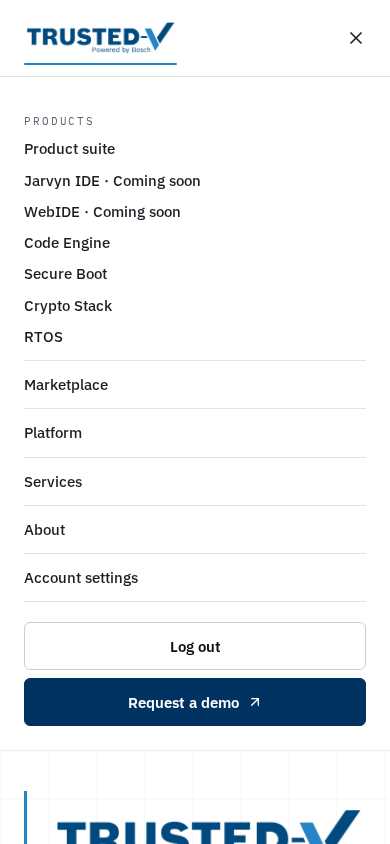 TRUSTED-V
Powered by Bosch
PRODUCTS
Product suite
Jarvyn IDE · Coming soon
WebIDE · Coming soon
Code Engine
Secure Boot
Crypto Stack
RTOS
Marketplace
Platform
Services
About
Account settings
Log out
Request a demo
TRUSTED-V